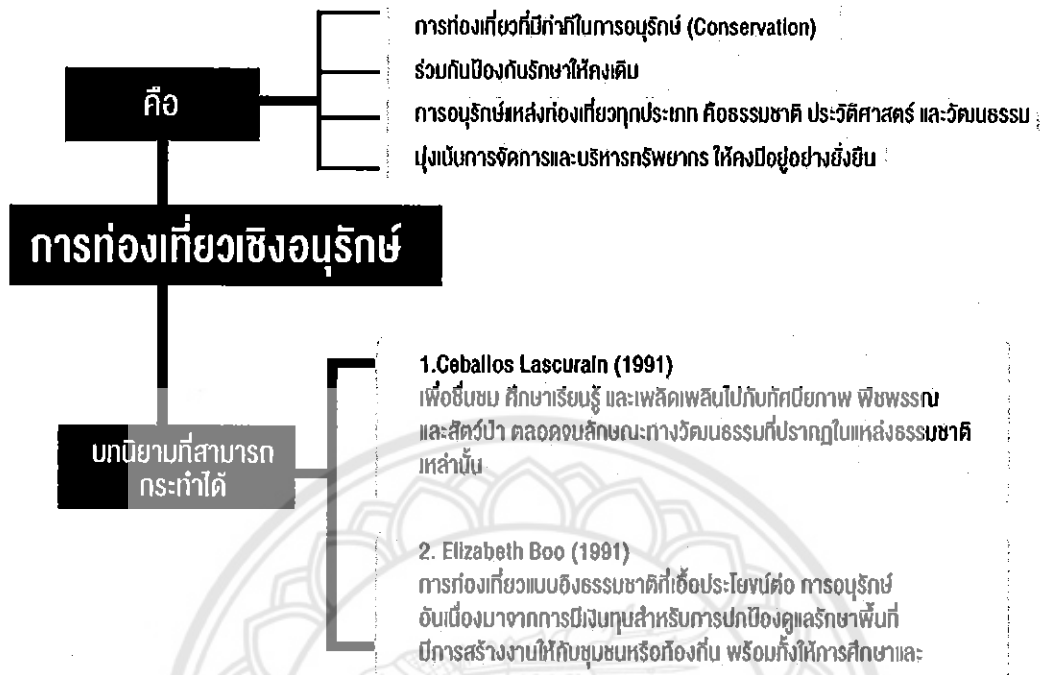 การท่องเที่ยวที่มีท่าทีในการอนุรักษ์ (Conservation)
คือ
ร่วมกันป้องกันรักษาให้คงเดิม
การอนุรักษ์แหล่งท่องเที่ยวทุกประเภท คือธรรมชาติ ประวัติศาสตร์ และวัฒนธรรม
มุ่งเน้นการจัดการและบริหารทรัพยากร ให้คงมีอยู่อย่างยั่งยืน
การท่องเที่ยวเชิงอนุรักษ์
บทนิยามที่สามารถ
กระทำได้
1.Ceballos Lascurain (1991)
เพื่อชื่นชม ศึกษาเรียนรู้ และเพลิดเพลินไปกับทัศนียภาพ พืชพรรณ
และสัตว์ป่า ตลอดจนลักษณะทางวัฒนธรรมที่ปรากฏในแหล่งธรรมชาติ
เหล่านั้น
2. Elizabeth Boo (1991)
การท่องเที่ยวแบบอิงธรรมชาติที่เอื้อประโยชน์ต่อ การอนุรักษ์
อันเนื่องมาจากการมีเงินทุนสำหรับการปกป้องดูแลรักษาพื้นที่
มีการสร้างงานให้กับชุมชนหรือท้องถิ่น พร้อมทั้งให้การศึกษาและ